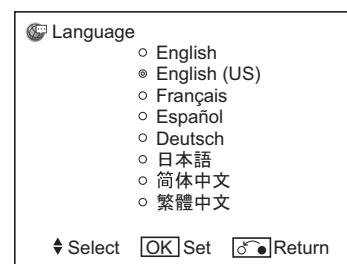 Language
English
English (US)
Français
Español
Deutsch
日本語
简体中文
繁體中文
Select OK Set Return